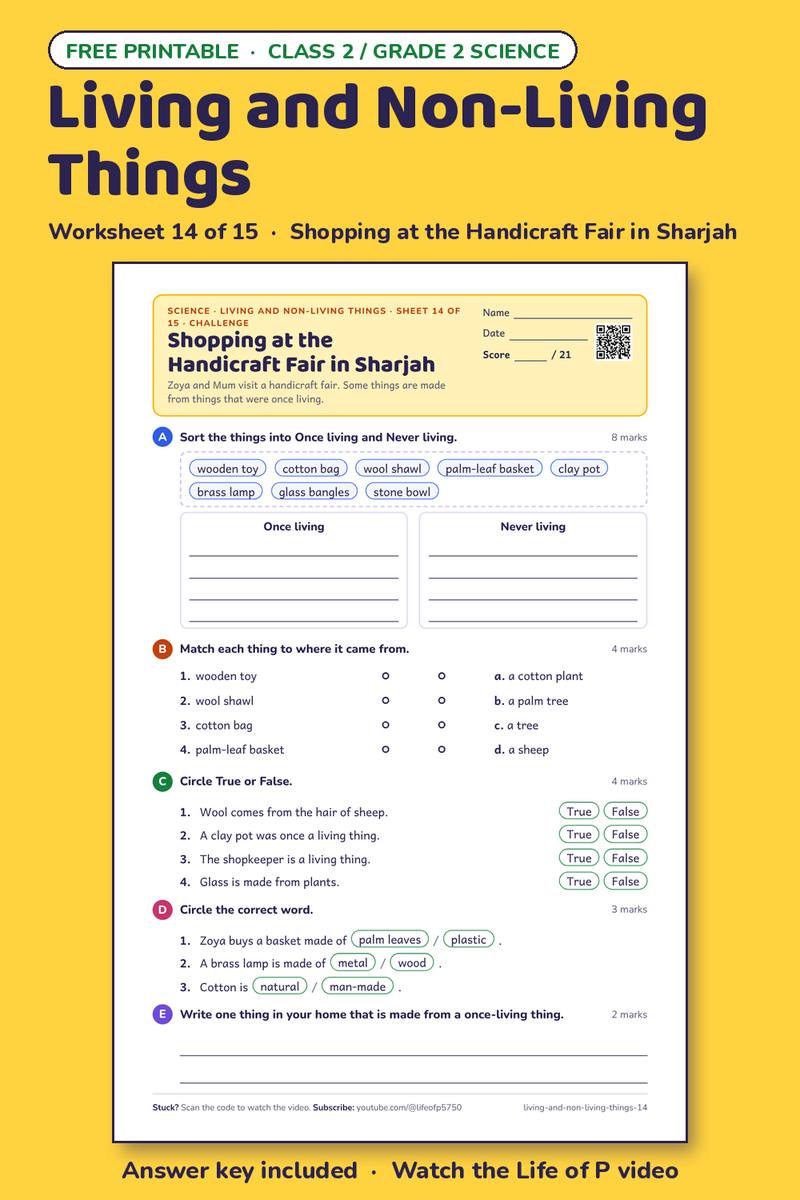 FREE PRINTABLE · CLASS 2 / GRADE 2 SCIENCE
Living and Non-Living
Things
Worksheet 14 of 15 · Shopping at the Handicraft Fair in Sharjah
SCIENCE · LIVING AND NON-LIVING THINGS · SHEET 14 OF
15 · CHALLENGE
Shopping at the
Handicraft Fair in Sharjah
Zoya and Mum visit a handicraft fair. Some things are made
from things that were once living.
Name
Date
Score / 21
A Sort the things into Once living and Never living. 8 marks
wooden toy cotton bag wool shawl palm-leaf basket clay pot
brass lamp glass bangles stone bowl
Once living Never living
B Match each thing to where it came from. 4 marks
1. wooden toy a. a cotton plant
2. wool shawl b. a palm tree
3. cotton bag c. a tree
4. palm-leaf basket d. a sheep
C Circle True or False. 4 marks
1. Wool comes from the hair of sheep. True False
2. A clay pot was once a living thing. True False
3. The shopkeeper is a living thing. True False
4. Glass is made from plants. True False
D Circle the correct word. 3 marks
1. Zoya buys a basket made of palm leaves / plastic .
2. A brass lamp is made of metal / wood .
3. Cotton is natural / man-made .
E Write one thing in your home that is made from a once-living thing. 2 marks
Stuck? Scan the code to watch the video. Subscribe: youtube.com/@lifeofp5750 living-and-non-living-things-14
Answer key included · Watch the Life of P video